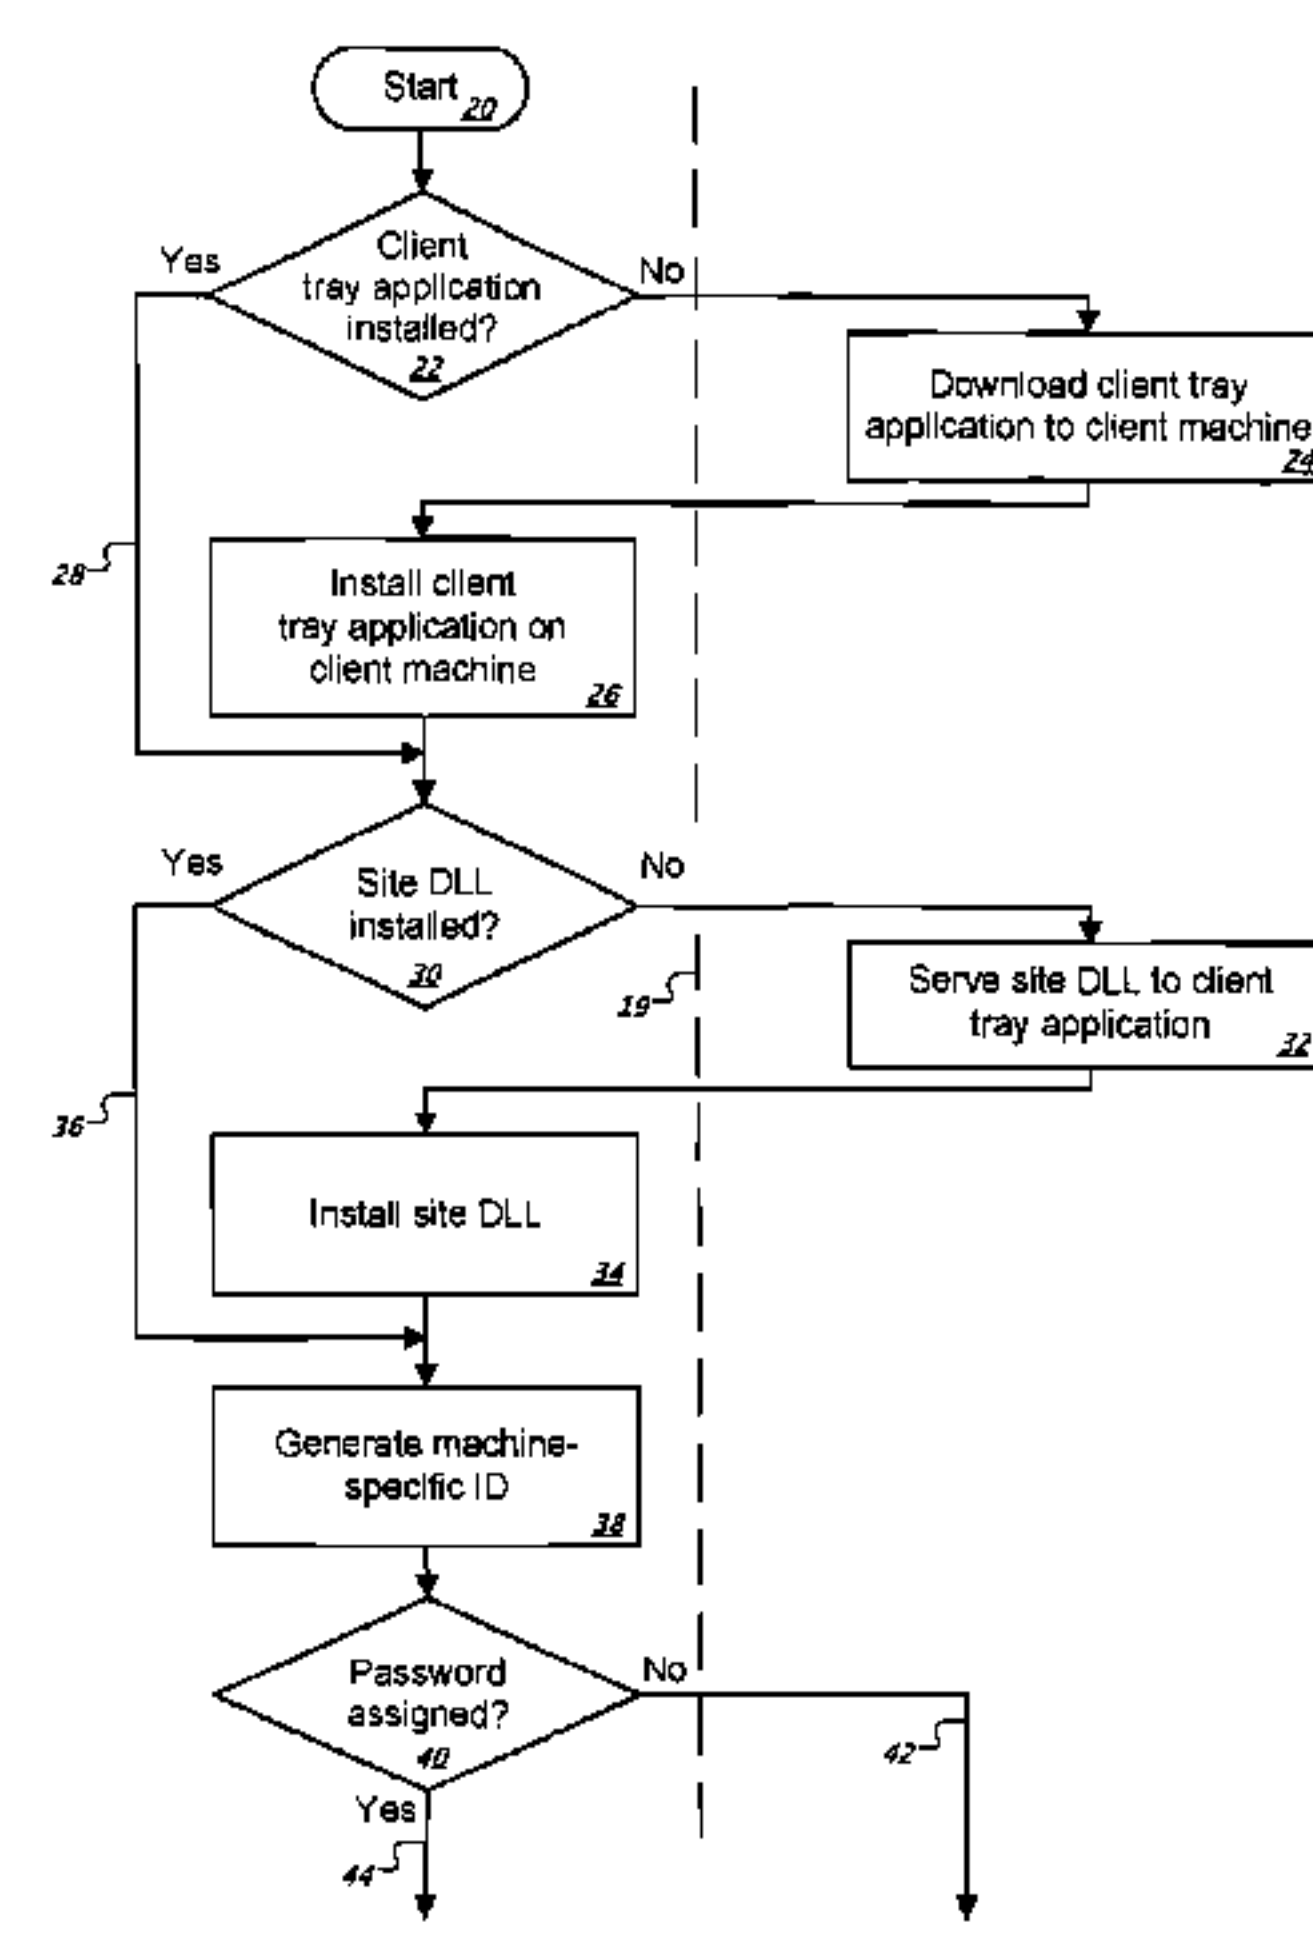 Start
20
Client
tray application
installed?
22
Yes
No
Download client tray
application to client machine
24
28
Install client
tray application on
client machine
26
Yes
No
Site DLL
installed?
30
19
Serve site DLL to client
tray application
32
36
Install site DLL
34
Generate machine-
specific ID
38
Password
assigned?
40
No
42
Yes
44